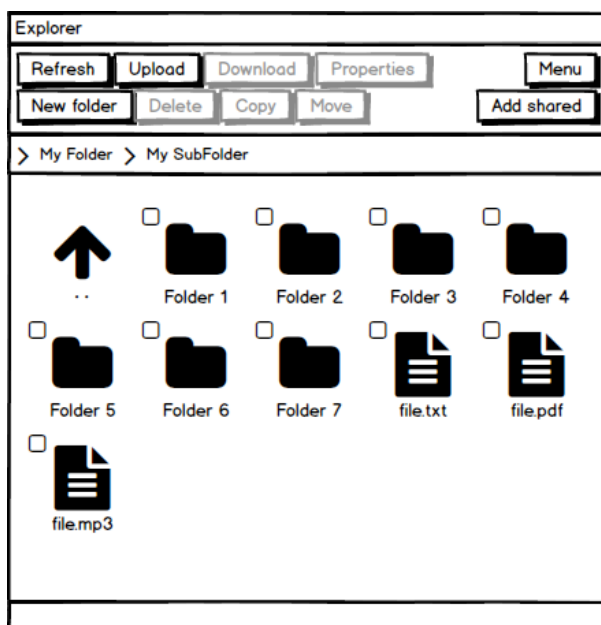 Explorer
Refresh Upload Download Properties Menu
New folder Delete Copy Move Add shared
> My Folder > My SubFolder
. . Folder 1 Folder 2 Folder 3 Folder 4
Folder 5 Folder 6 Folder 7 file.txt file.pdf
file.mp3